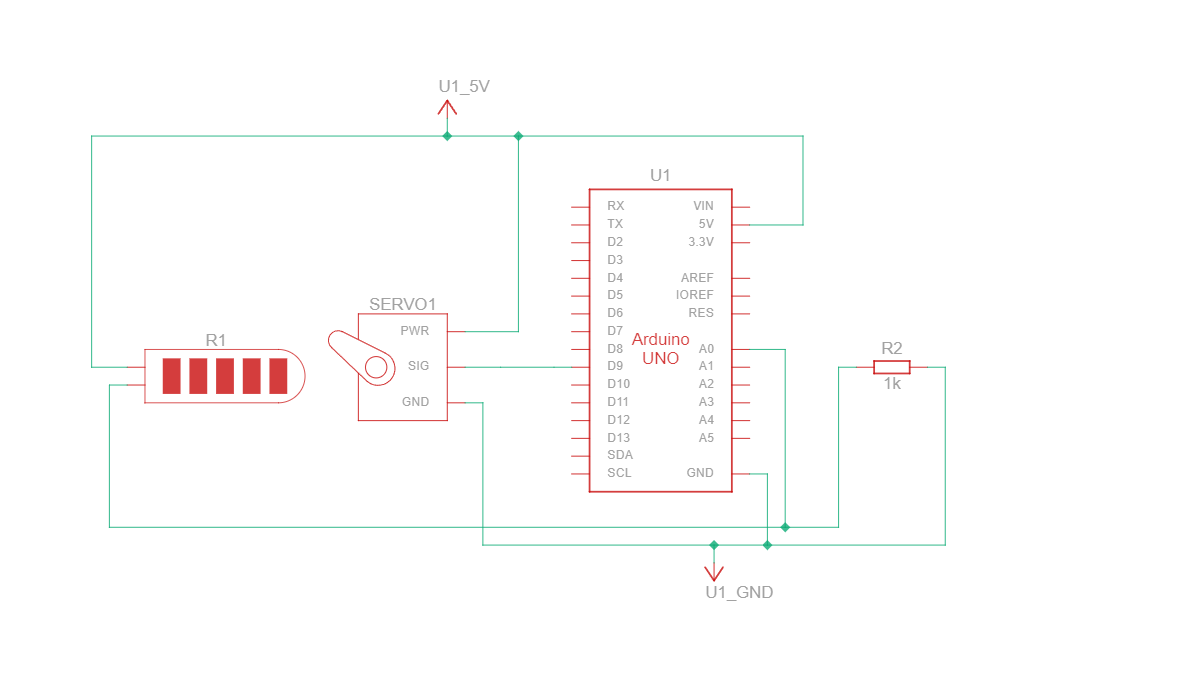 U1_5V
U1
RX
VIN
TX
5V
D2
3.3V
D3
D4
AREF
D5
IOREF
D6
RES
D7
D8
A0
D9
A1
D10
A2
D11
A3
D12
A4
D13
A5
SDA
SCL
GND
Arduino
UNO
SERVO1
PWR
SIG
GND
R1
R2
1k
U1_GND